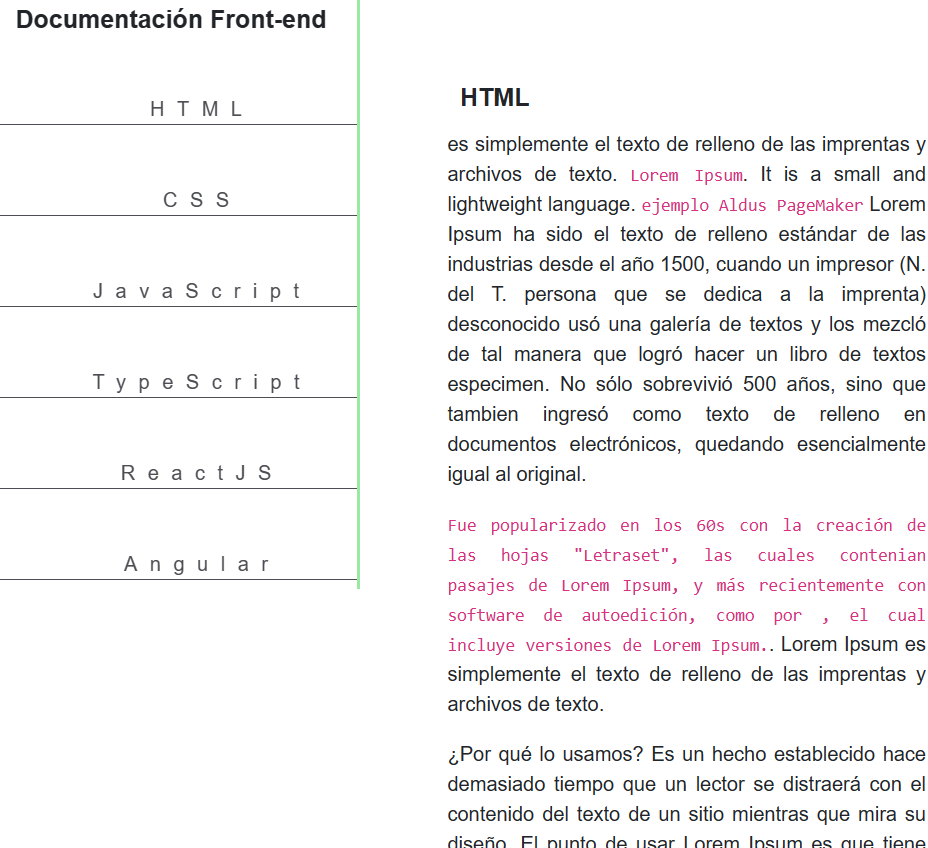 Documentación Front-end
HTML
CSS
JavaScript
TypeScript
ReactJS
Angular
HTML
es simplemente el texto de relleno de las imprentas y
archivos de texto. Lorem Ipsum. It is a small and
lightweight language. ejemplo Aldus PageMaker Lorem
Ipsum ha sido el texto de relleno estándar de las
industrias desde el año 1500, cuando un impresor (N.
del T. persona que se dedica a la imprenta)
desconocido usó una galería de textos y los mezcló
de tal manera que logró hacer un libro de textos
especimen. No sólo sobrevivió 500 años, sino que
tambien ingresó como texto de relleno en
documentos electrónicos, quedando esencialmente
igual al original.
Fue popularizado en los 60s con la creación de
las hojas "Letraset", las cuales contenian
pasajes de Lorem Ipsum, y más recientemente con
software de autoedición, como por , el cual
incluye versiones de Lorem Ipsum.. Lorem Ipsum es
simplemente el texto de relleno de las imprentas y
archivos de texto.
¿Por qué lo usamos? Es un hecho establecido hace
demasiado tiempo que un lector se distraerá con el
contenido del texto de un sitio mientras que mira su
diseño. El punto de usar Lorem Ipsum es que tiene